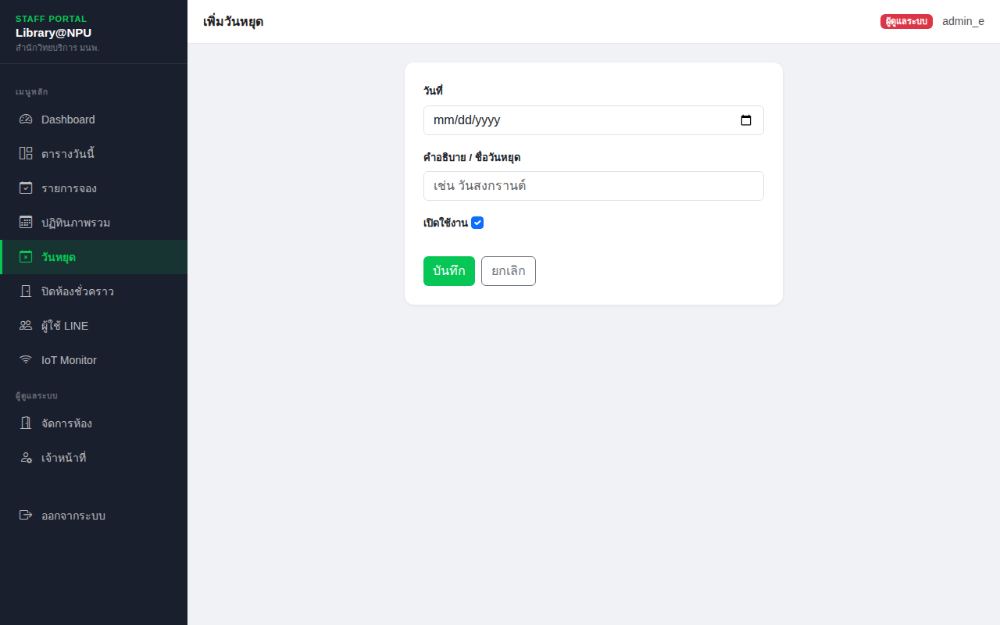 STAFF PORTAL
Library@NPU
สำนักวิทยบริการ มนพ.
เมนูหลัก
Dashboard
ตารางวันนี้
รายการจอง
ปฏิทินภาพรวม
วันหยุด
ปิดห้องชั่วคราว
ผู้ใช้ LINE
IoT Monitor
ผู้ดูแลระบบ
จัดการห้อง
เจ้าหน้าที่
ออกจากระบบ
เพิ่มวันหยุด
ผู้ดูแลระบบ admin_e
วันที่
mm/dd/yyyy
คำอธิบาย / ชื่อวันหยุด
เช่น วันสงกรานต์
เปิดใช้งาน
บันทึก ยกเลิก